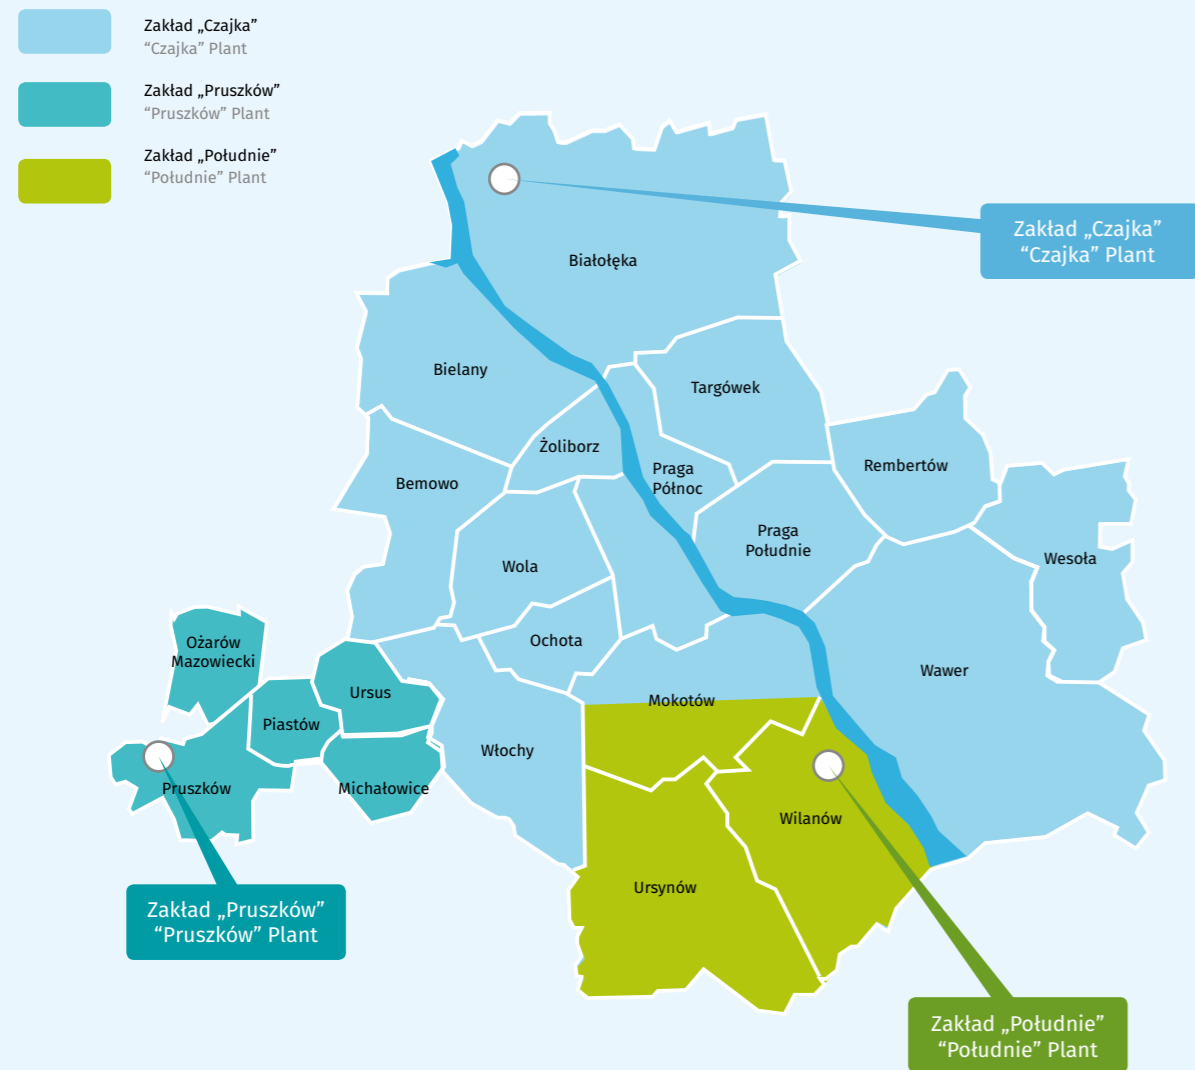 Zakład „Czajka”
“Czajka” Plant
Zakład „Pruszków”
“Pruszków” Plant
Zakład „Południe”
“Południe” Plant
Zakład „Czajka”
“Czajka” Plant
Białołęka
Bielany
Targówek
Żoliborz
Rembertów
Praga
Północ
Bemowo
Praga
Południe
Wesoła
Wola
Ochota
Ożarów
Mazowiecki
Wawer
Ursus
Mokotów
Piastów
Włochy
Pruszków
Michałowice
Wilanów
Ursynów
Zakład „Pruszków”
“Pruszków” Plant
Zakład „Południe”
“Południe” Plant